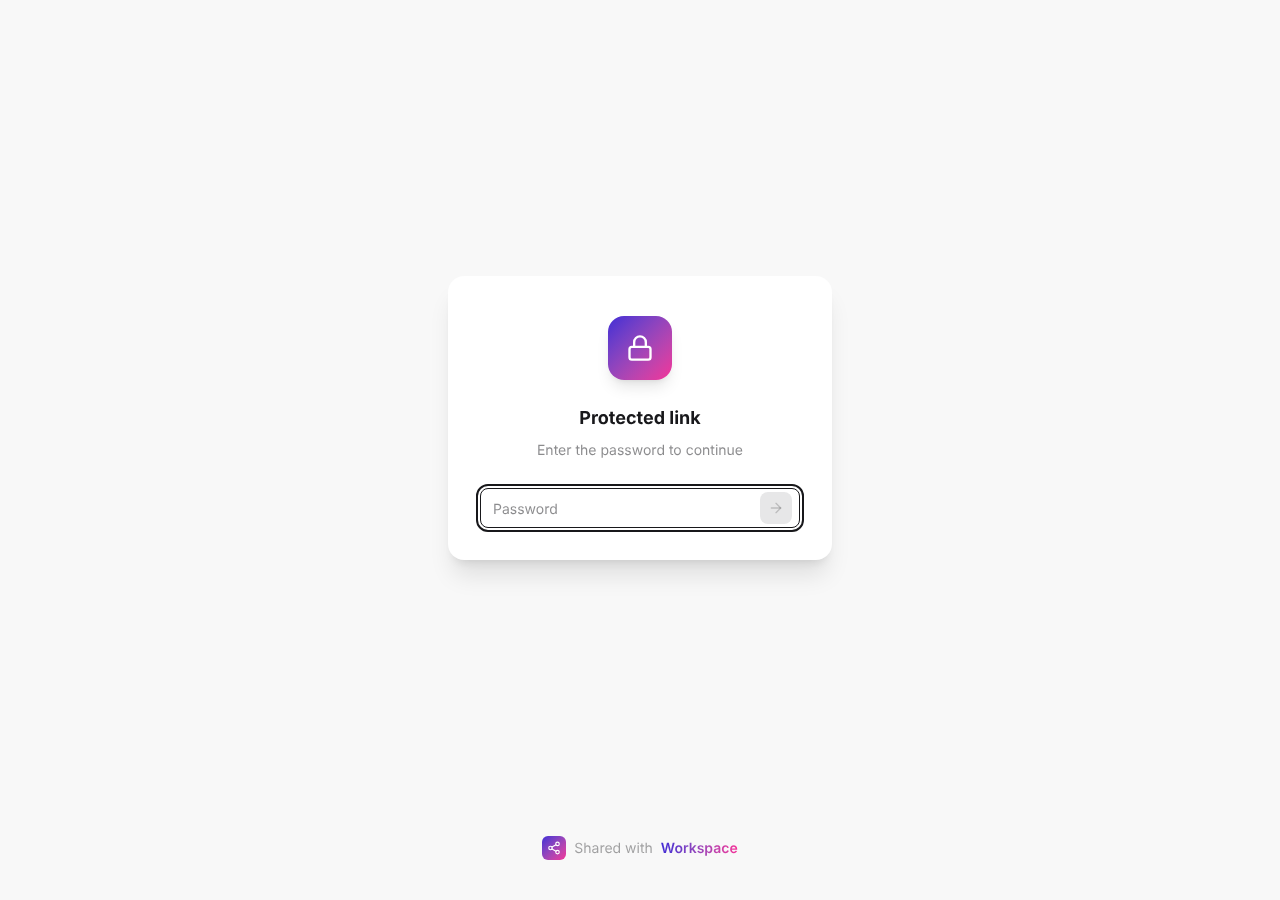 Protected link
Enter the password to continue
Password
Shared with Workspace